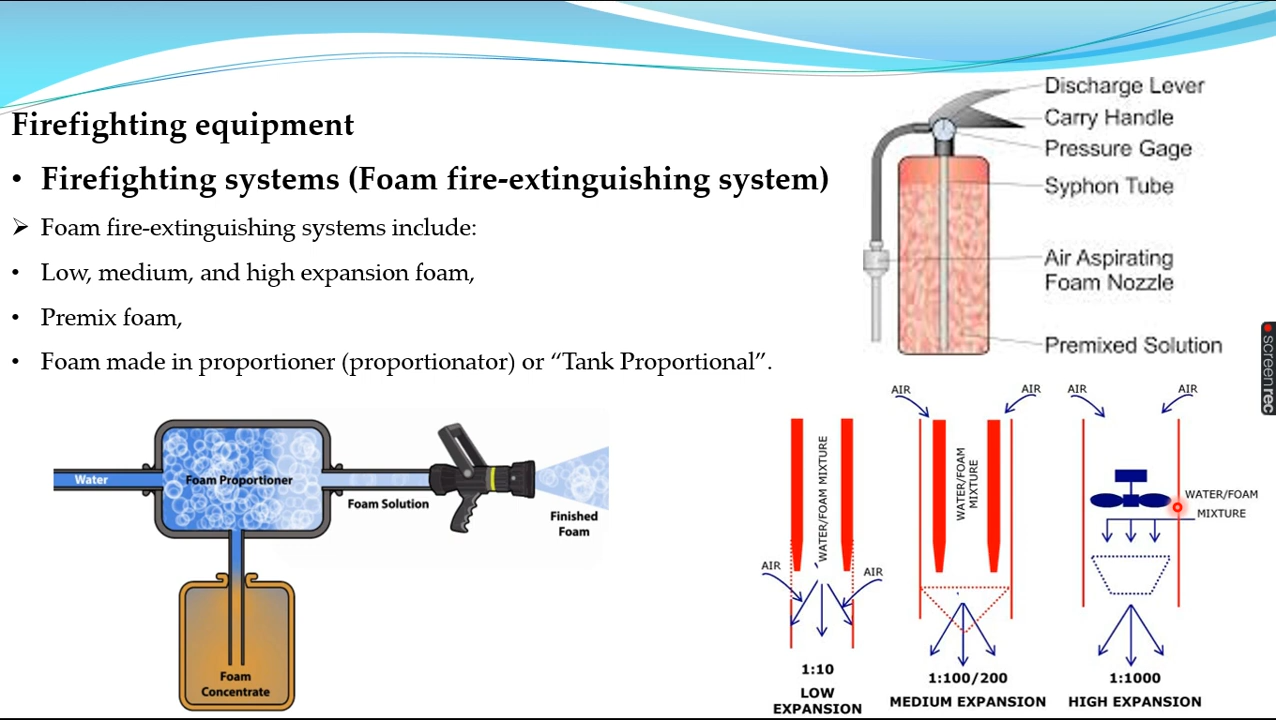 Firefighting equipment
• Firefighting systems (Foam fire-extinguishing system)
➢ Foam fire-extinguishing systems include:
• Low, medium, and high expansion foam,
• Premix foam,
• Foam made in proportioner (proportionator) or “Tank Proportional”.
Discharge Lever
Carry Handle
Pressure Gage
Syphon Tube
Air Aspirating
Foam Nozzle
Premixed Solution
screenrec
Water
Foam Proportioner
Foam Solution
Finished
Foam
Foam
Concentrate
WATER/FOAM MIXTURE
AIR
AIR
1:10
LOW
EXPANSION
AIR
AIR
WATER/FOAM
MIXTURE
1:100/200
MEDIUM EXPANSION
AIR
AIR
WATER/FOAM
MIXTURE
1:1000
HIGH EXPANSION